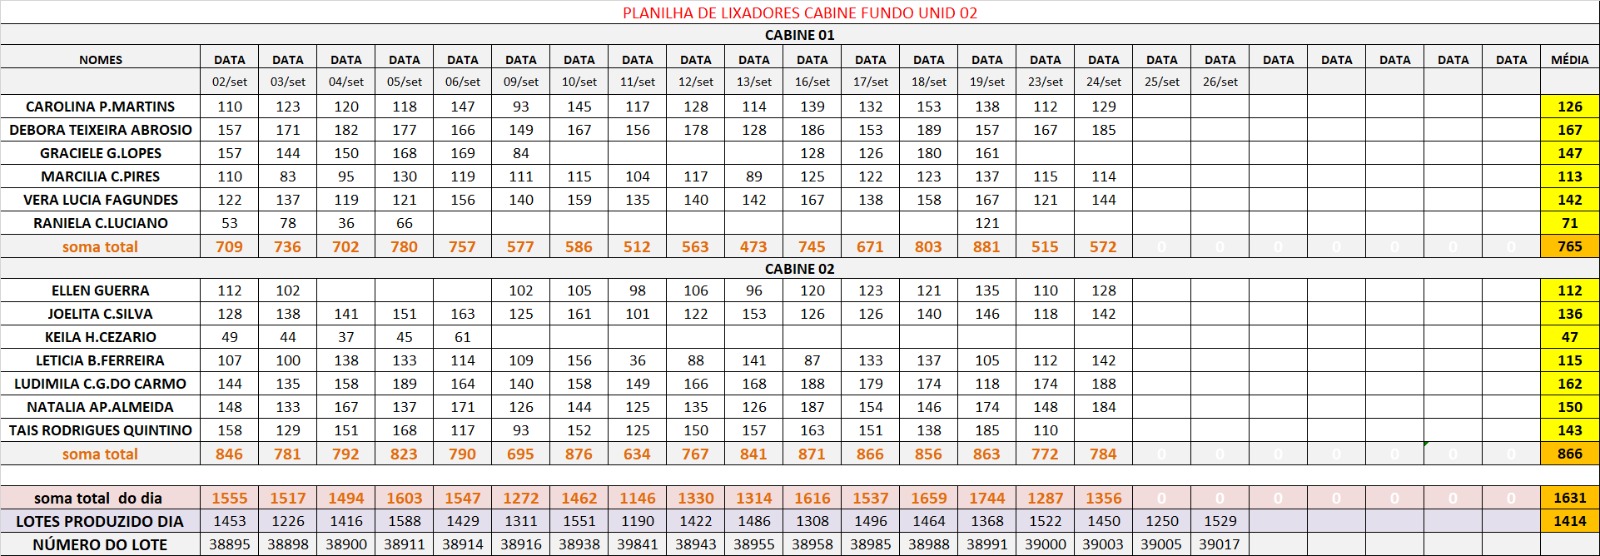 PLANILHA DE LIXADORES CABINE FUNDO UNID 02
CABINE 01
NOMES DATA DATA DATA DATA DATA DATA DATA DATA DATA DATA DATA DATA DATA DATA DATA DATA DATA DATA DATA DATA DATA DATA DATA MÉDIA
02/set 03/set 04/set 05/set 06/set 09/set 10/set 11/set 12/set 13/set 16/set 17/set 18/set 19/set 23/set 24/set 25/set 26/set
CAROLINA P.MARTINS 110 123 120 118 147 93 145 117 128 114 139 132 153 138 112 129 126
DEBORA TEIXEIRA ABROSIO 157 171 182 177 166 149 167 156 178 128 186 153 189 157 167 185 167
GRACIELE G.LOPES 157 144 150 168 169 84 128 126 180 161 147
MARCILIA C.PIRES 110 83 95 130 119 111 115 104 117 89 125 122 123 137 115 114 113
VERA LUCIA FAGUNDES 122 137 119 121 156 140 159 135 140 142 167 138 158 167 121 144 142
RANIELA C.LUCIANO 53 78 36 66 121 71
soma total 709 736 702 780 757 577 586 512 563 473 745 671 803 881 515 572 0 0 0 0 0 0 0 765
CABINE 02
ELLEN GUERRA 112 102 102 105 98 106 96 120 123 121 135 110 128 112
JOELITA C.SILVA 128 138 141 151 163 125 161 101 122 153 126 126 140 146 118 142 136
KEILA H.CEZARIO 49 44 37 45 61 47
LETICIA B.FERREIRA 107 100 138 133 114 109 156 36 88 141 87 133 137 105 112 142 115
LUDIMILA C.G.DO CARMO 144 135 158 189 164 140 158 149 166 168 188 179 174 118 174 188 162
NATALIA AP.ALMEIDA 148 133 167 137 171 126 144 125 135 126 187 154 146 174 148 184 150
TAIS RODRIGUES QUINTINO 158 129 151 168 117 93 152 125 150 157 163 151 138 185 110 143
soma total 846 781 792 823 790 695 876 634 767 841 871 866 856 863 772 784 0 0 0 0 0 0 0 866
soma total do dia 1555 1517 1494 1603 1547 1272 1462 1146 1330 1314 1616 1537 1659 1744 1287 1356 0 0 0 0 0 0 0 1631
LOTES PRODUZIDO DIA 1453 1226 1416 1588 1429 1311 1551 1190 1422 1486 1308 1496 1464 1368 1522 1450 1250 1529 1414
NÚMERO DO LOTE 38895 38898 38900 38911 38914 38916 38938 39841 38943 38955 38958 38985 38988 38991 39000 39003 39005 39017